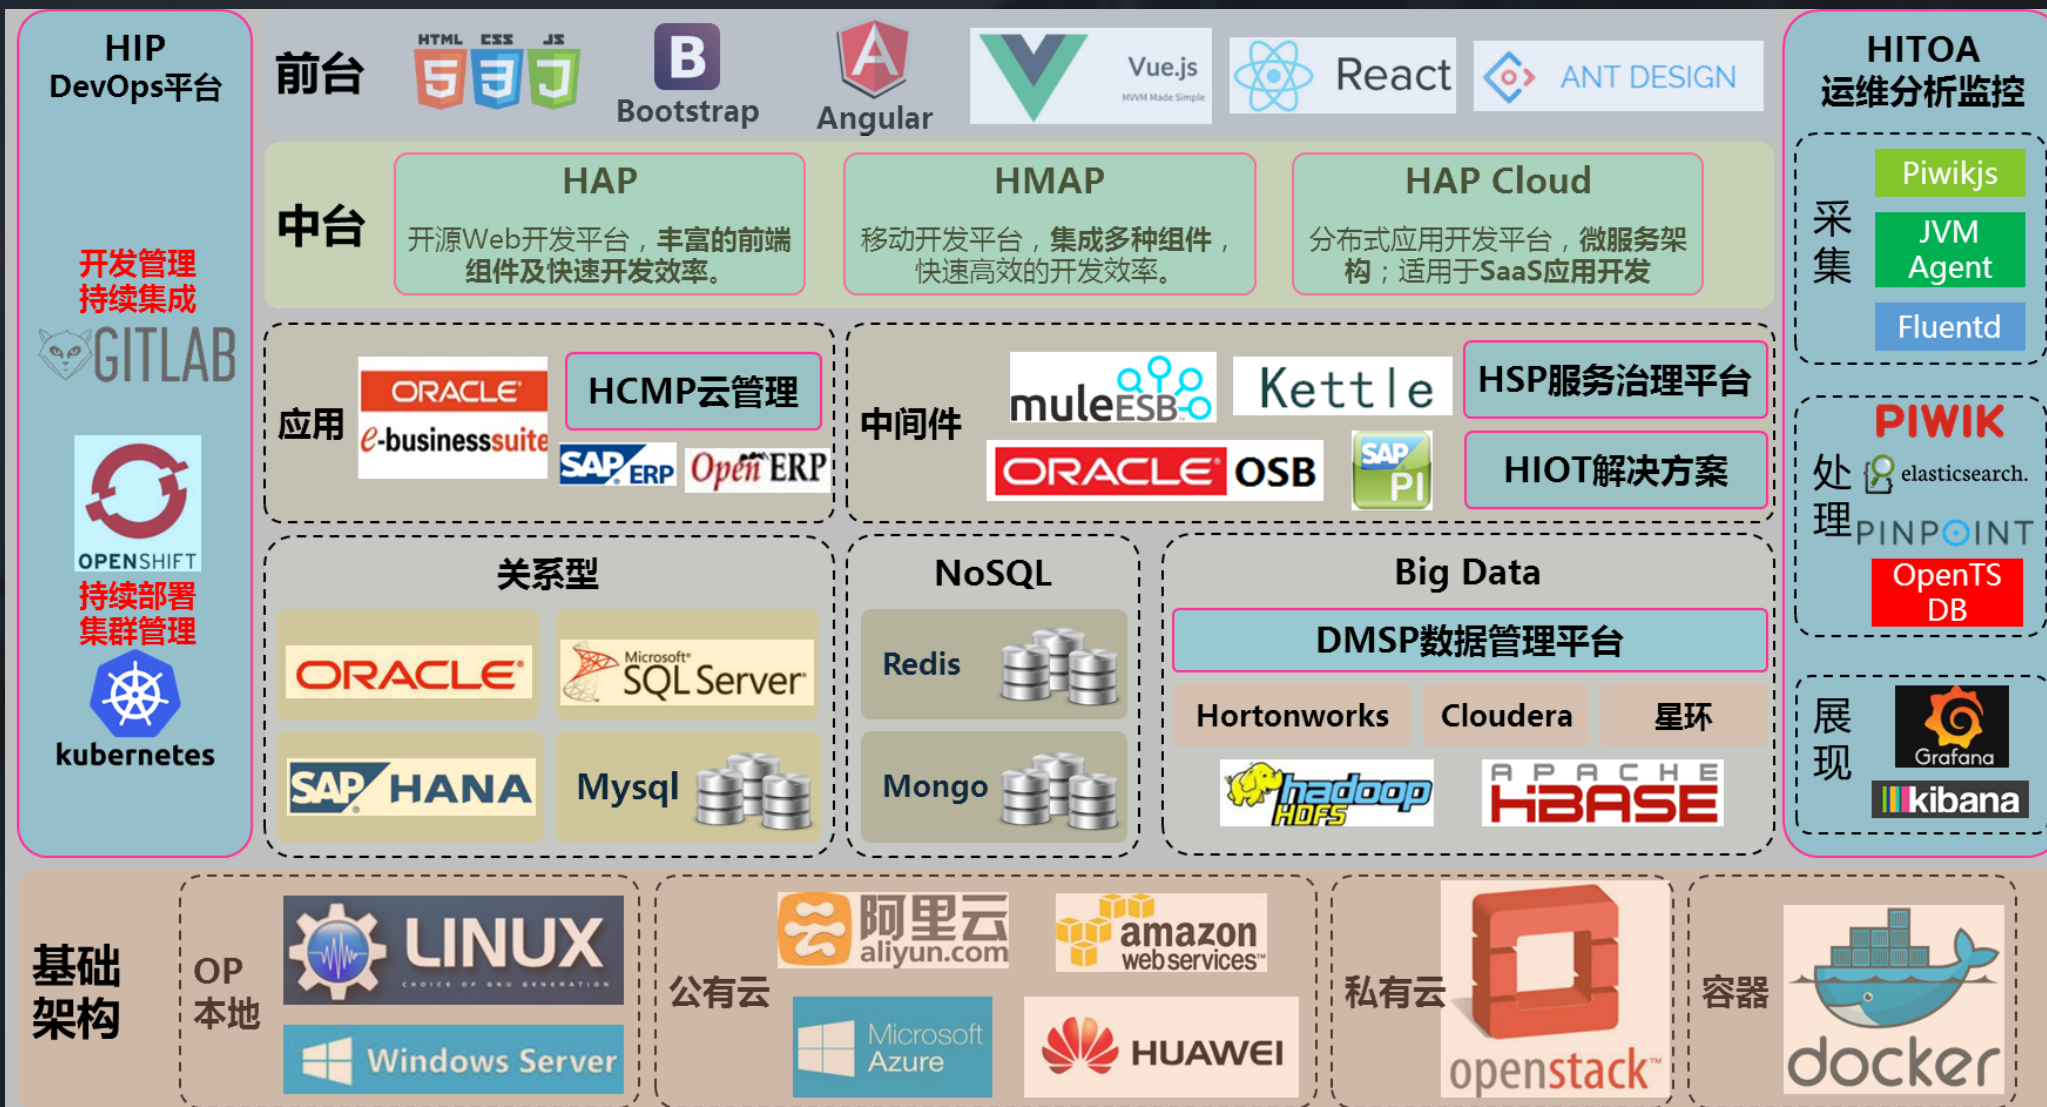 HIP
DevOps平台
开发管理
持续集成
GITLAB
OPENSHIFT
持续部署
集群管理
kubernetes
前台
HTML CSS JS
5 3 J
B
Bootstrap
A
Angular
Vue.js
MVVM Made Simple
React
ANT DESIGN
中台
HAP
开源Web开发平台，丰富的前端
组件及快速开发效率。
HMAP
移动开发平台，集成多种组件，
快速高效的开发效率。
HAP Cloud
分布式应用开发平台，微服务架
构；适用于SaaS应用开发
应用
ORACLE
e-businesssuite
HCMP云管理
SAP ERP
Open ERP
中间件
muleESB
Kettle
HSP服务治理平台
ORACLE OSB
SAP
PI
HIOT解决方案
关系型
ORACLE
Microsoft
SQL Server
SAP HANA
Mysql
NoSQL
Redis
Mongo
Big Data
DMSP数据管理平台
Hortonworks
Cloudera
星环
hadoop
HDFS
APACHE
HBASE
HITOA
运维分析监控
采
集
Piwikjs
JVM
Agent
Fluentd
处
理
PIWIK
elasticsearch.
PINPOINT
OpenTS
DB
展
现
Grafana
kibana
基础
架构
OP
本地
LINUX
CHOICE OF GNU GENERATION
Windows Server
公有云
阿里云
aliyun.com
amazon
web services™
Microsoft
Azure
HUAWEI
私有云
openstack™
容器
docker